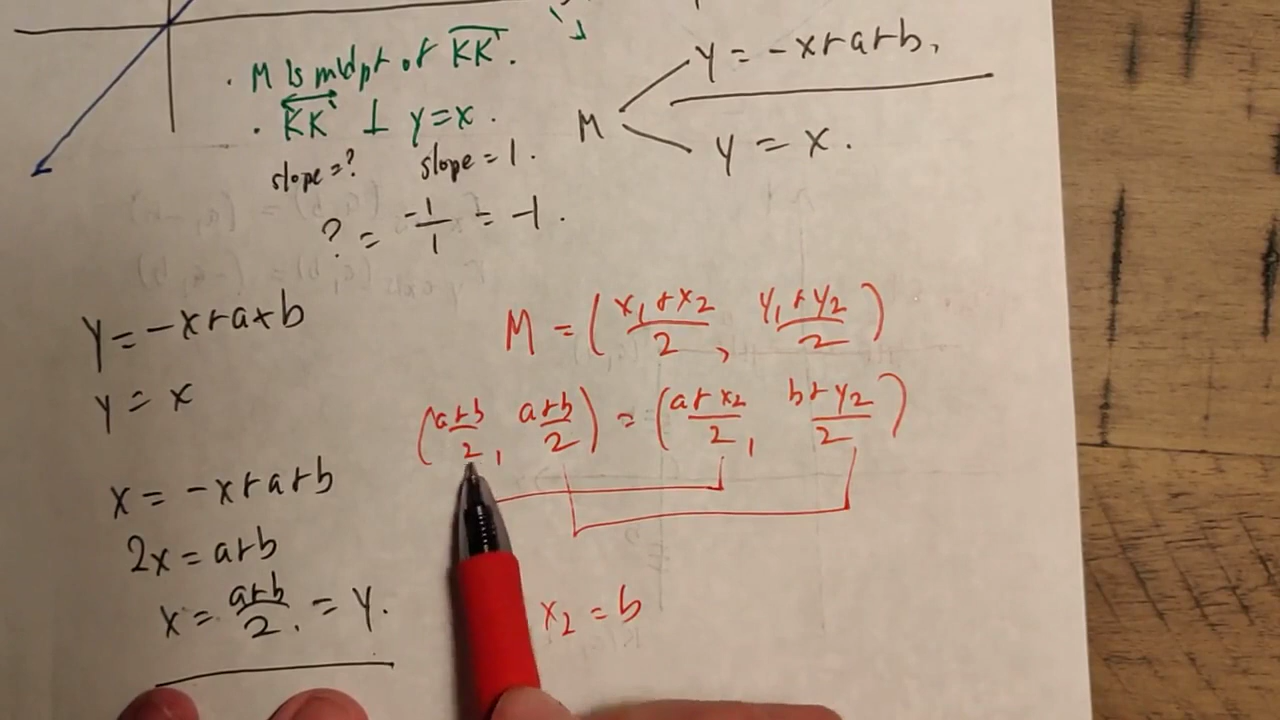 · M is midpt of KK'.
· KK' ⊥ y=x.
slope=? slope=1.
? = -1/1 = -1.
y = -x+a+b,
M
y = x.
y=-x+a+b
y = x
x = -x+a+b
2x = a+b
x = a+b/2. = y.
M = (x₁+x₂/2, y₁+y₂/2)
(a+b/2, a+b/2) = (a+x₂/2, b+y₂/2)
x₂ = b